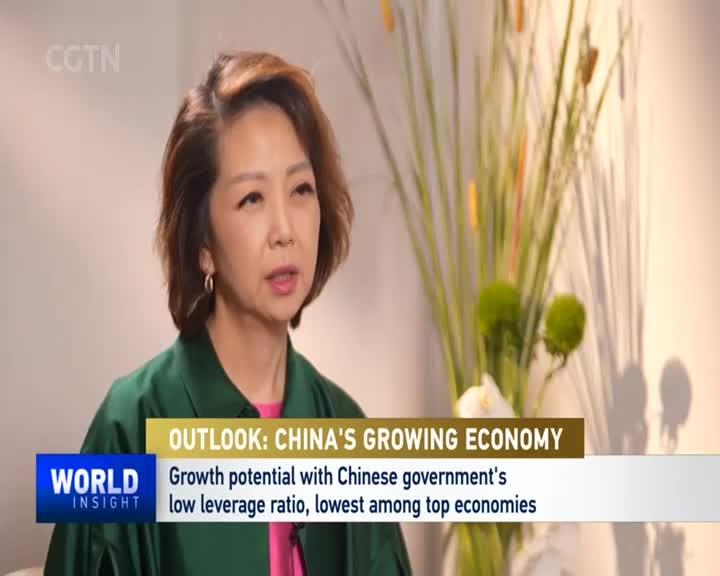 CGTN
OUTLOOK: CHINA'S GROWING ECONOMY
WORLD
INSIGHT
Growth potential with Chinese government's
low leverage ratio, lowest among top economies